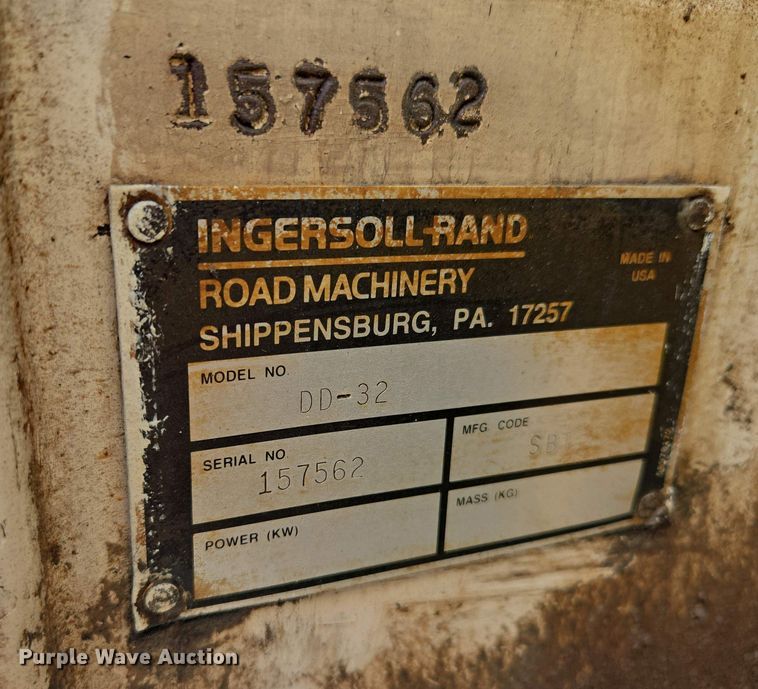 157562
INGERSOLL-RAND
ROAD MACHINERY
MADE IN
USA
SHIPPENSBURG, PA. 17257
MODEL NO.
DD-32
SERIAL NO
157562
MFG CODE
POWER (KW)
MASS (KG)
Purple Wave Auction